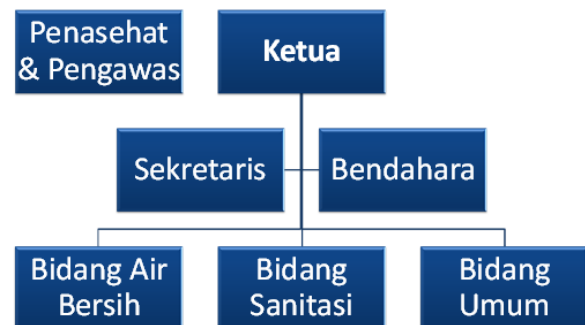 Penasehat
& Pengawas
Ketua
Sekretaris
Bendahara
Bidang Air
Bersih
Bidang
Sanitasi
Bidang
Umum